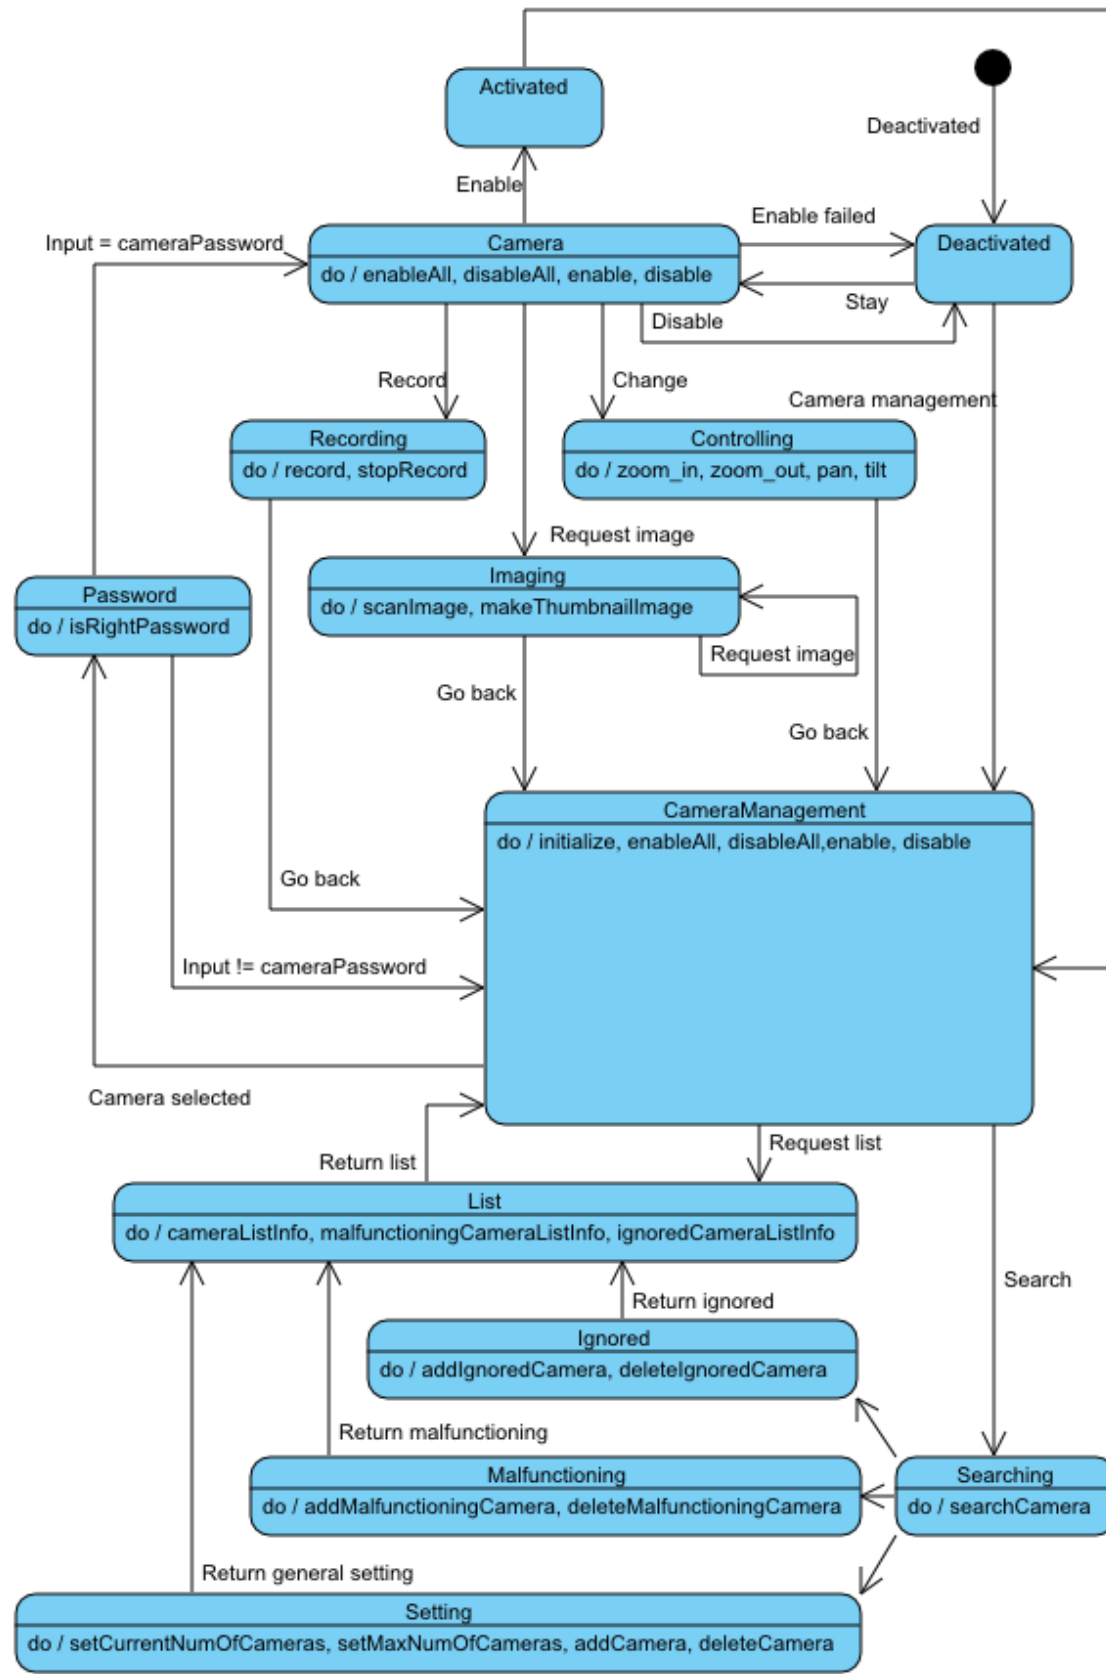 Activated
Deactivated
Enable
Enable failed
Input = cameraPassword
Camera
do / enableAll, disableAll, enable, disable
Deactivated
Stay
Disable
Record
Change
Camera management
Recording
do / record, stopRecord
Controlling
do / zoom_in, zoom_out, pan, tilt
Request image
Imaging
do / scanImage, makeThumbnailImage
Password
do / isRightPassword
Request image
Go back
Go back
CameraManagement
do / initialize, enableAll, disableAll,enable, disable
Go back
Input != cameraPassword
Camera selected
Request list
Return list
List
do / cameraListInfo, malfunctioningCameraListInfo, ignoredCameraListInfo
Search
Return ignored
Ignored
do / addIgnoredCamera, deleteIgnoredCamera
Return malfunctioning
Malfunctioning
do / addMalfunctioningCamera, deleteMalfunctioningCamera
Searching
do / searchCamera
Return general setting
Setting
do / setCurrentNumOfCameras, setMaxNumOfCameras, addCamera, deleteCamera